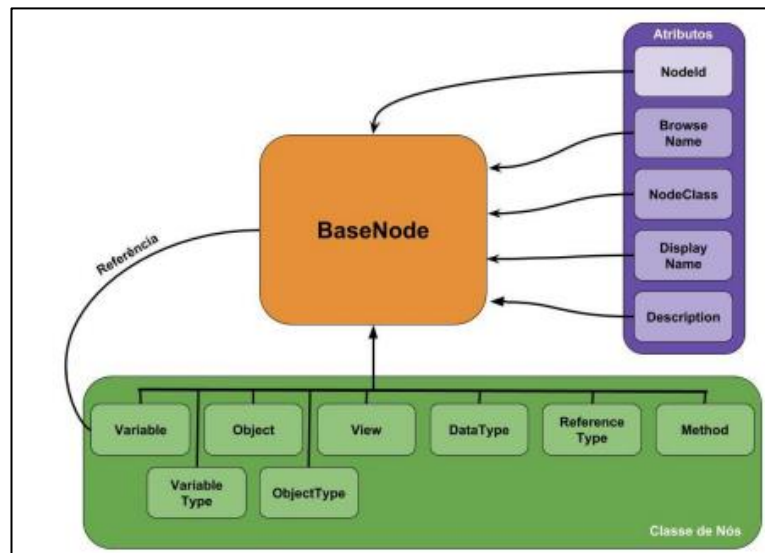 Atributos
NodeId
Browse
Name
NodeClass
Display
Name
Description
BaseNode
Referência
Variable
Object
View
DataType
Reference
Type
Method
Variable
Type
ObjectType
Classe de Nós